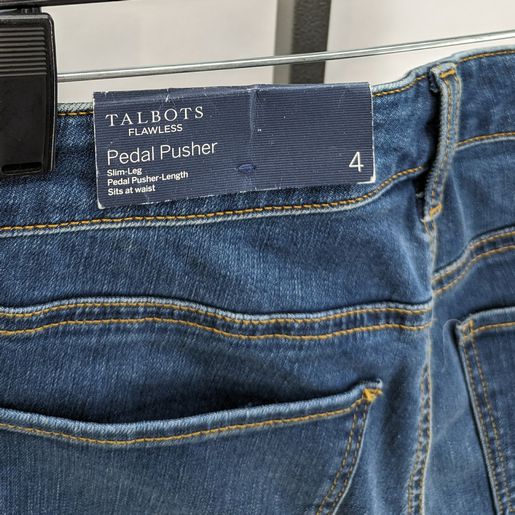 TALBOTS
FLAWLESS
Pedal Pusher
Slim-Leg
Pedal Pusher-Length
Sits at waist
4